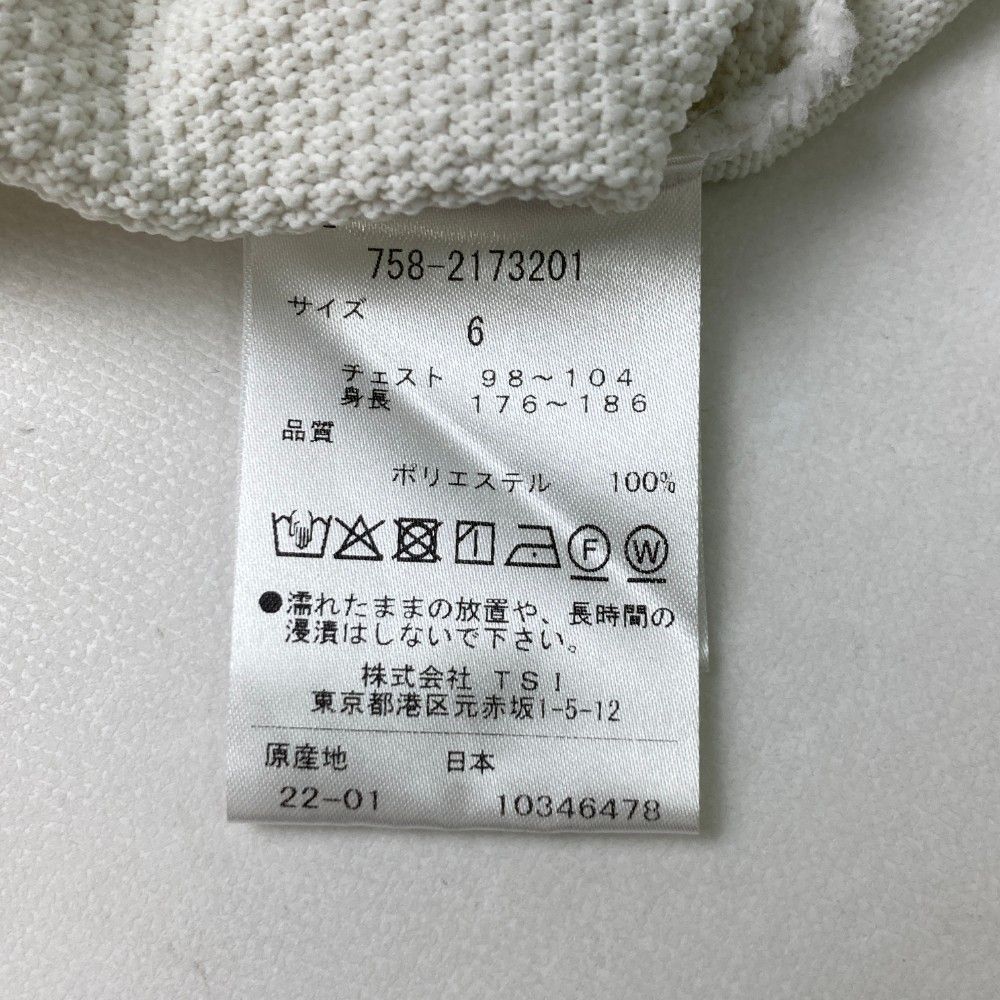 758-2173201
サイズ
6
チェスト 98～104
身長 176～186
品質
ポリエステル 100%
F W
●濡れたままの放置や、長時間の
浸漬はしないで下さい。
株式会社 TSI
東京都港区元赤坂1-5-12
原産地 日本
22-01 10346478